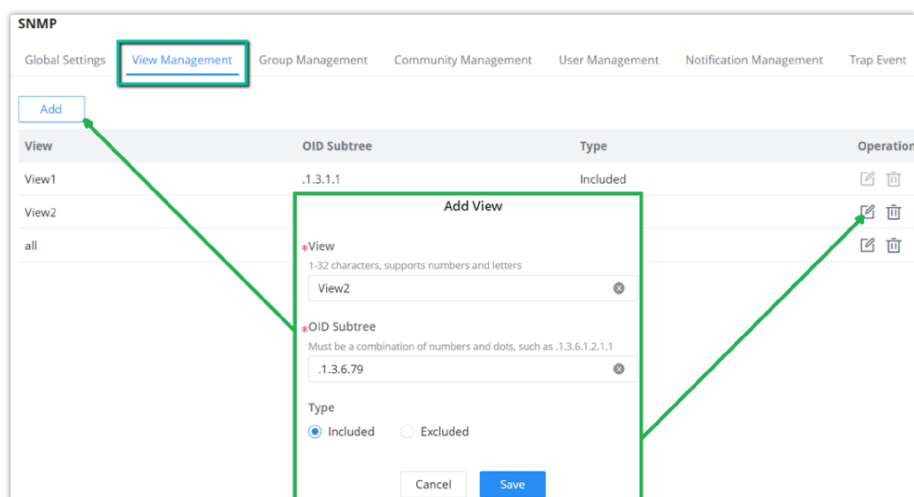 SNMP
Global Settings View Management Group Management Community Management User Management Notification Management Trap Event
Add
View OID Subtree Type Operation
View1 .1.3.1.1 Included
View2
all
Add View
*View
1-32 characters, supports numbers and letters
View2
*OID Subtree
Must be a combination of numbers and dots, such as .1.3.6.1.2.1.1
.1.3.6.79
Type
Included Excluded
Cancel Save